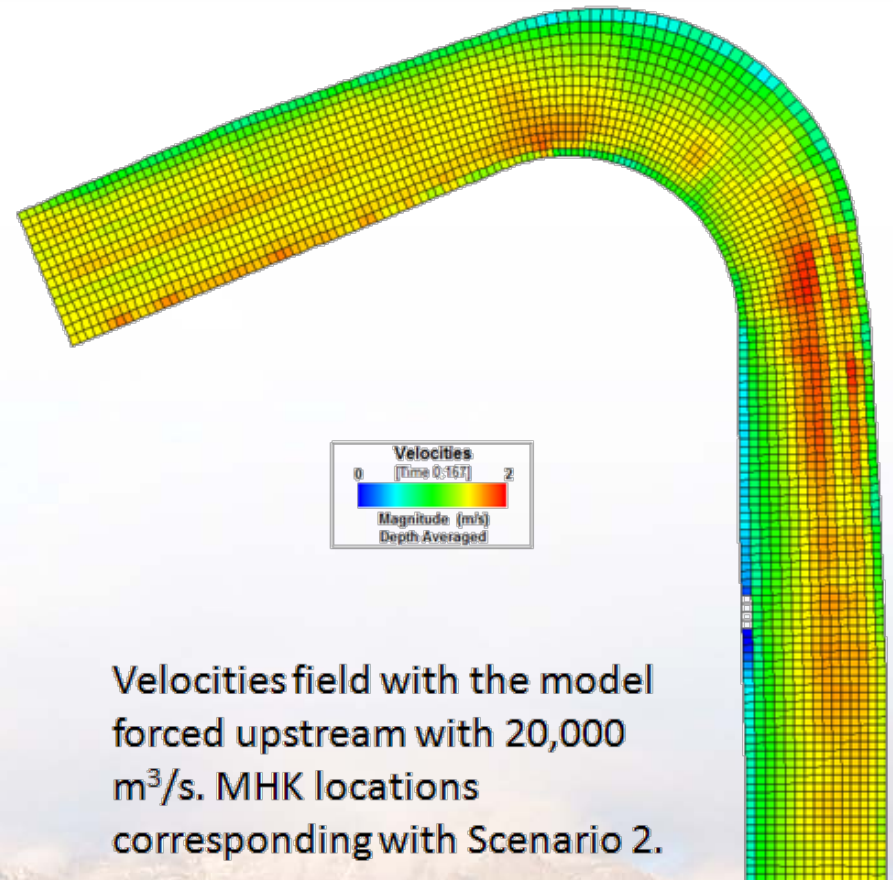 Velocities
0 [Time 0:167] 2
Magnitude (m/s)
Depth Averaged
Velocities field with the model
forced upstream with 20,000
m³/s. MHK locations
corresponding with Scenario 2.